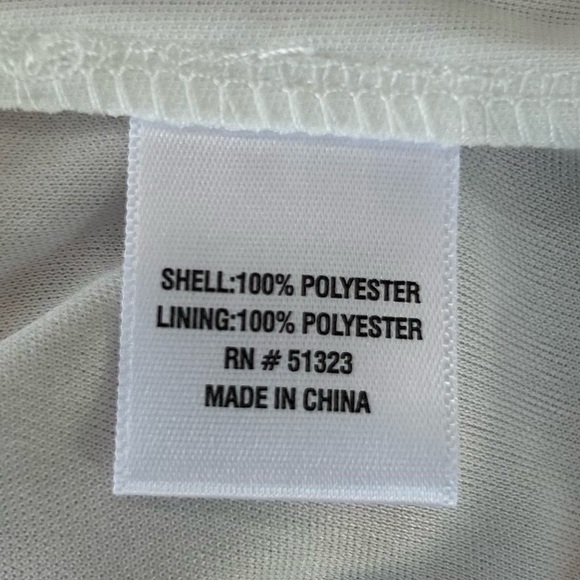 SHELL:100% POLYESTER
LINING:100% POLYESTER
RN # 51323
MADE IN CHINA